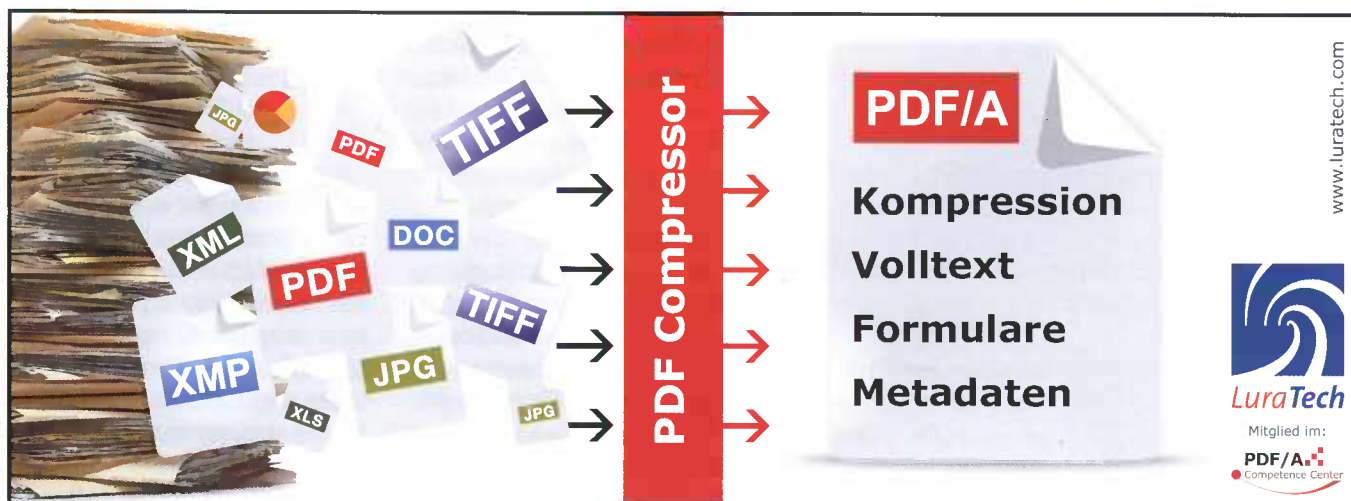 JPG
PDF
TIFF
XML
PDF
DOC
TIFF
XMP
XLS
JPG
JPG
PDF Compressor
PDF/A
Kompression
Volltext
Formulare
Metadaten
www.luratech.com
LuraTech
Mitglied im:
PDF/A
Competence Center